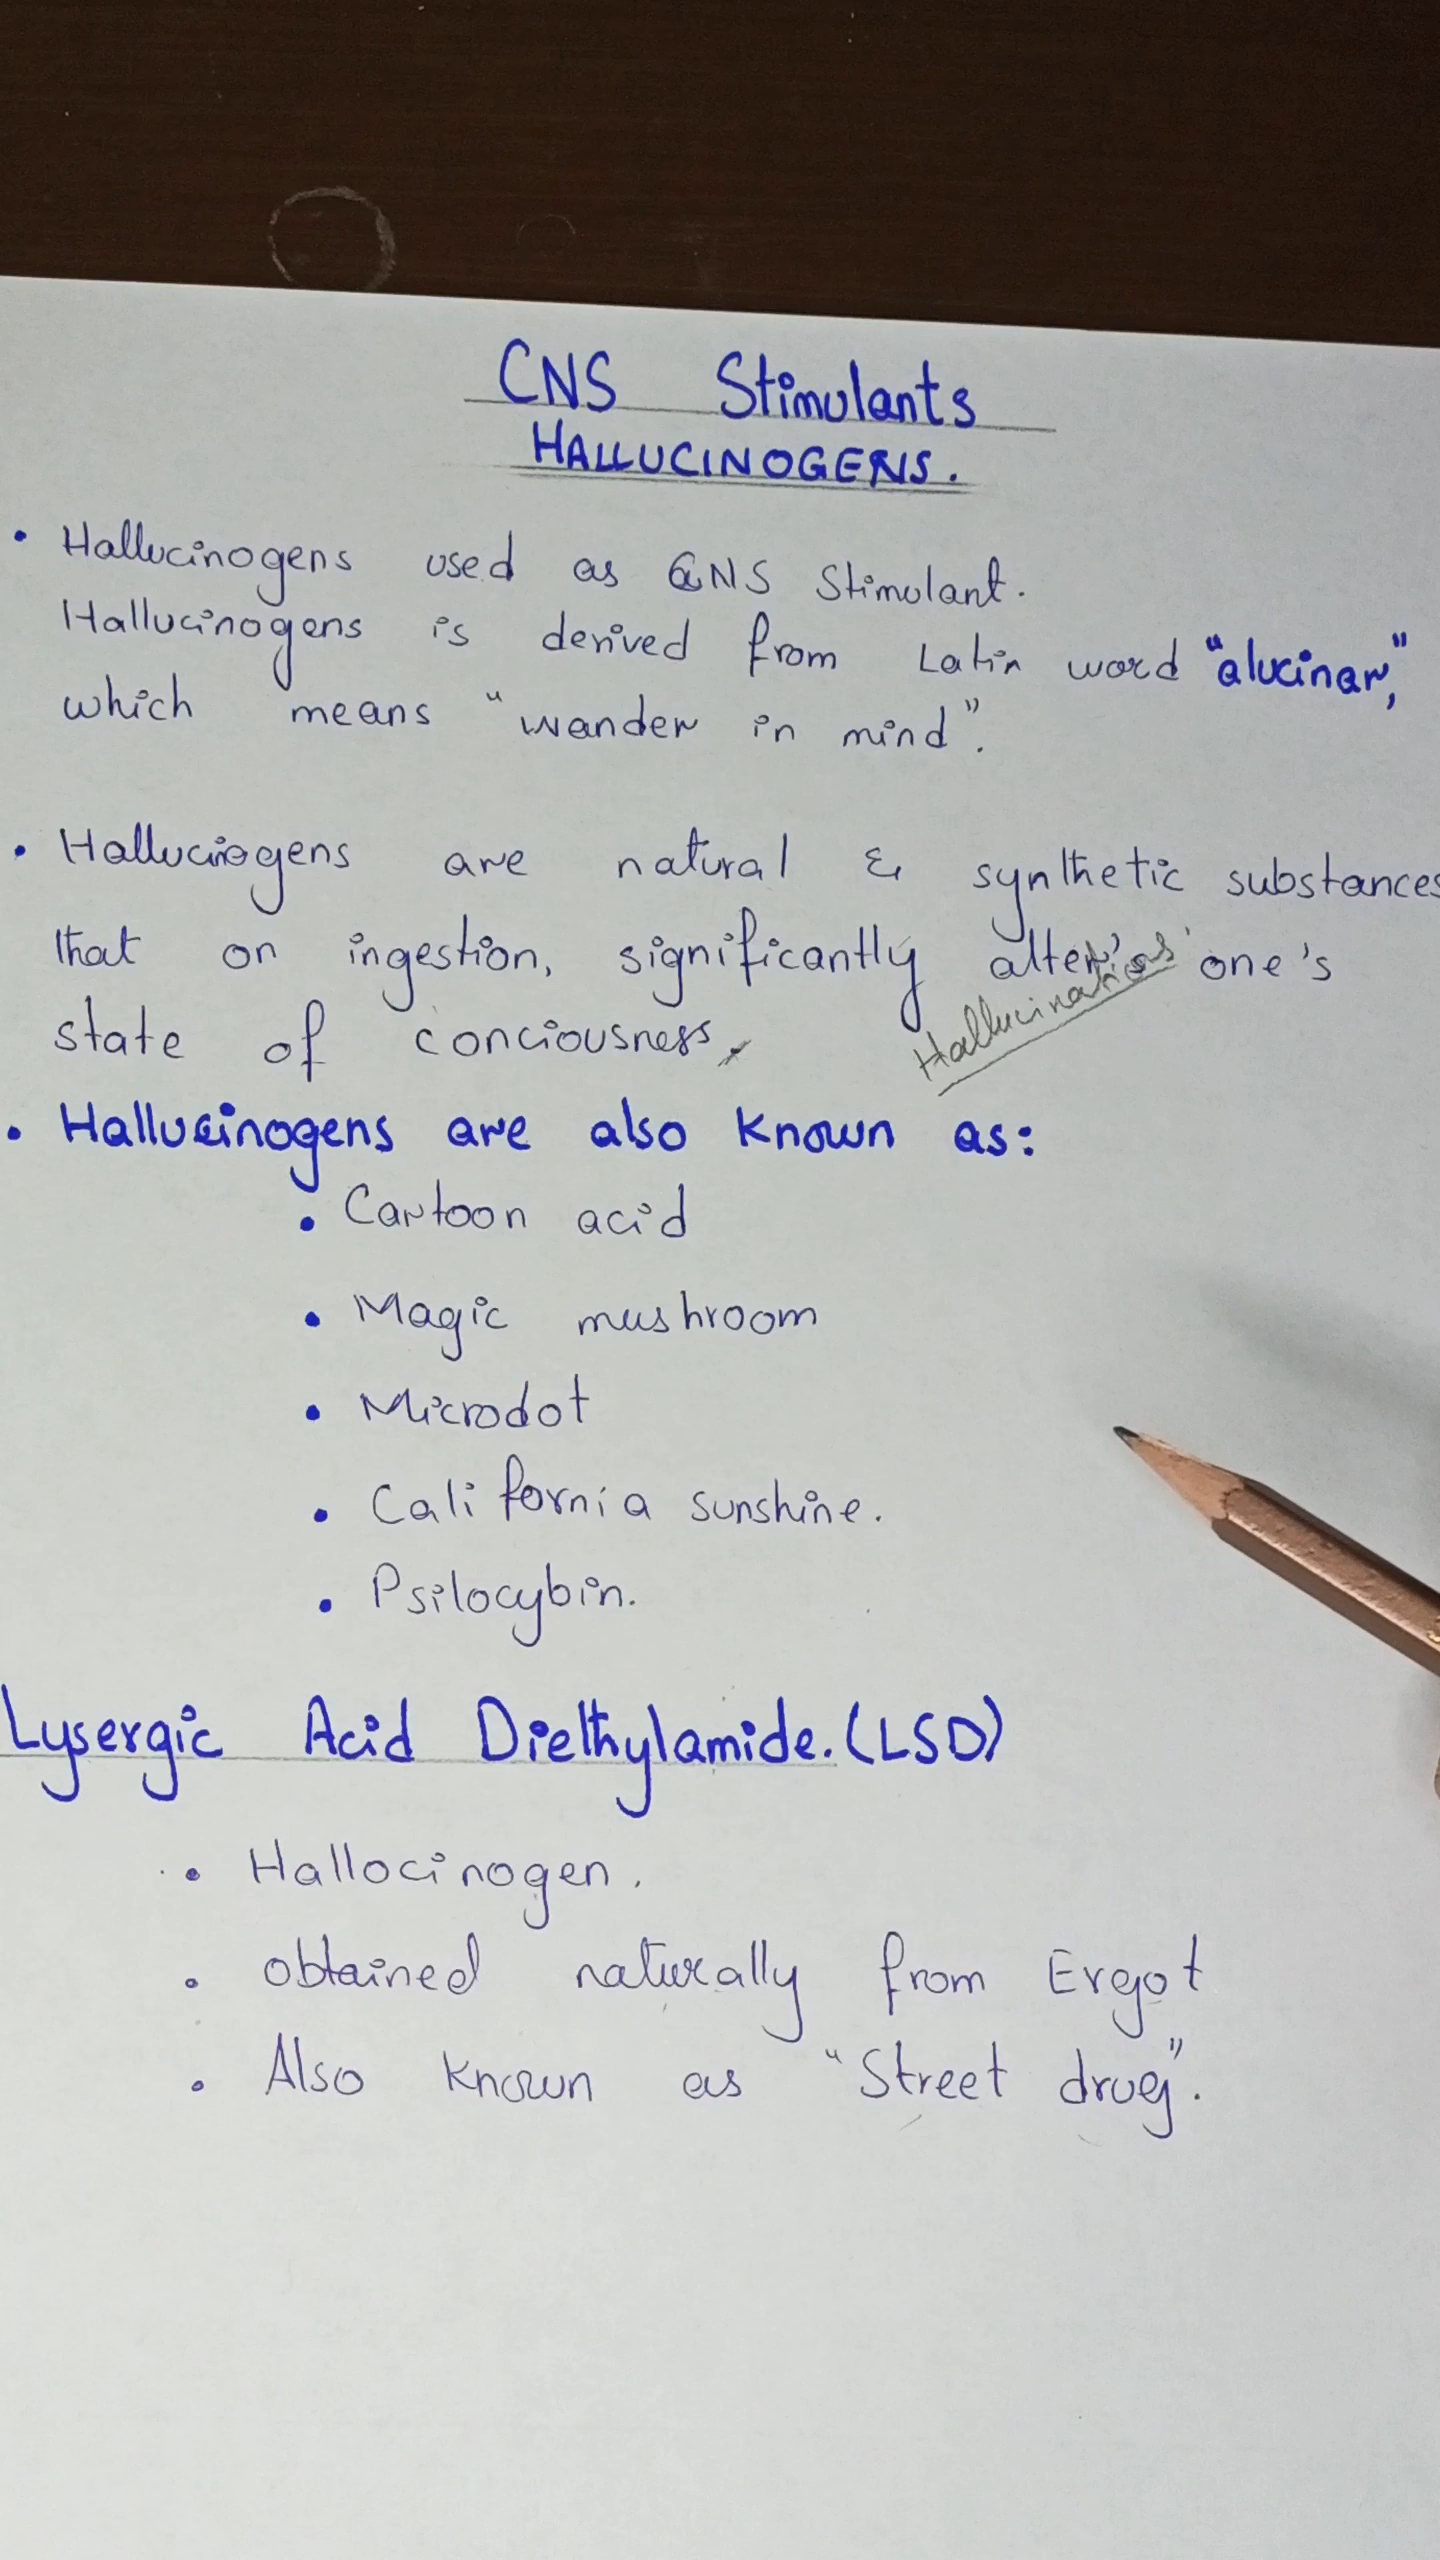 CNS Stimulants
HALLUCINOGENS.
• Hallucinogens used as CNS Stimulant.
Hallucinogens is derived from Latin word "alucinar,"
which means "wander in mind".
• Halluciogens are natural & synthetic substances
that on ingestion, significantly alter's one's
state of conciousness.
Hallucinations
• Hallucinogens are also known as:
• Cartoon acid
• Magic mushroom
• Microdot
• California sunshine.
• Psilocybin.
Lysergic Acid Diethylamide. (LSD)
• Hallocinogen.
• obtained naturally from Ergot
• Also known as "Street drug".